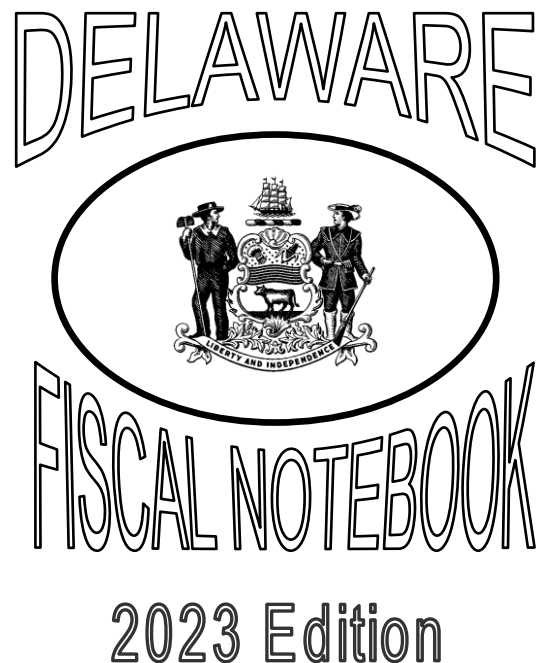 DELAWARE
LIBERTY AND INDEPENDENCE
FISCAL NOTEBOOK
2023 Edition